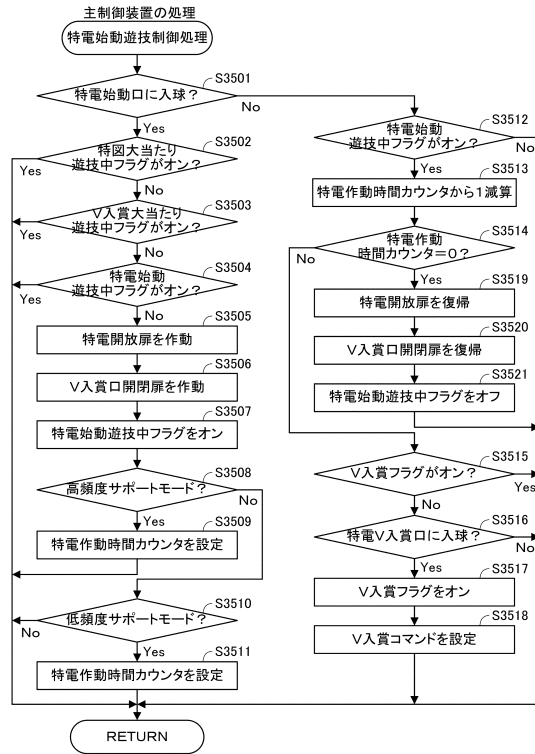 主制御装置の処理
特電始動遊技制御処理
S3501
特電始動口に入球？
No
Yes
S3502
特図大当たり
遊技中フラグがオン？
Yes
No
S3503
V入賞大当たり
遊技中フラグがオン？
Yes
No
S3504
特電始動
遊技中フラグがオン？
Yes
No
S3505
特電開放扉を作動
S3506
V入賞口開閉扉を作動
S3507
特電始動遊技中フラグをオン
S3508
高頻度サポートモード？
No
Yes
S3509
特電作動時間カウンタを設定
S3510
低頻度サポートモード？
No
Yes
S3511
特電作動時間カウンタを設定
RETURN
S3512
特電始動
遊技中フラグがオン？
No
Yes
S3513
特電作動時間カウンタから１減算
S3514
特電作動
時間カウンタ＝０？
No
Yes
S3519
特電開放扉を復帰
S3520
V入賞口開閉扉を復帰
S3521
特電始動遊技中フラグをオフ
S3515
V入賞フラグがオン？
Yes
No
S3516
特電V入賞口に入球？
No
Yes
S3517
V入賞フラグをオン
S3518
V入賞コマンドを設定